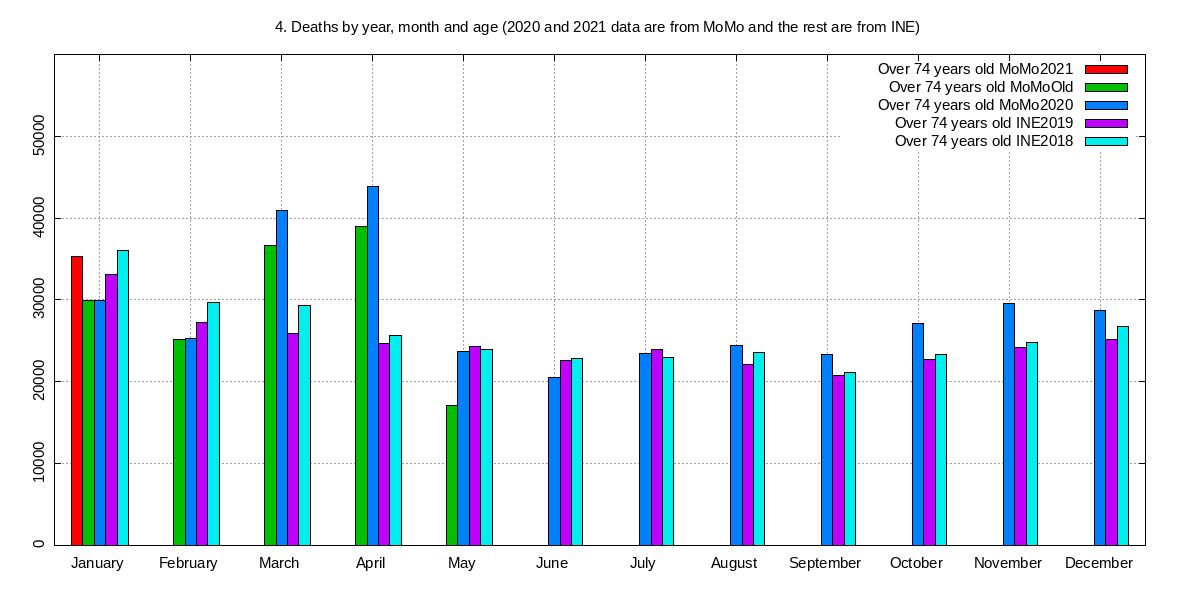 4. Deaths by year, month and age (2020 and 2021 data are from MoMo and the rest are from INE)
Over 74 years old MoMo2021
Over 74 years old MoMoOld
Over 74 years old MoMo2020
Over 74 years old INE2019
Over 74 years old INE2018
50000
40000
30000
20000
10000
0
January February March April May June July August September October November December